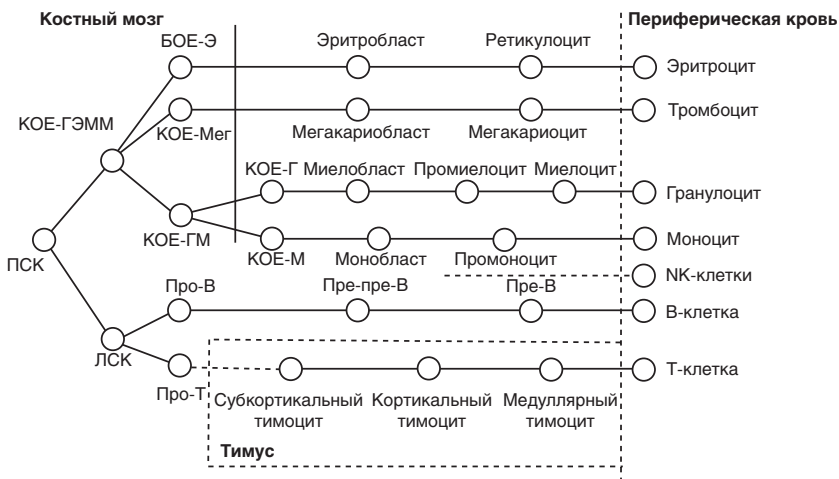 Костный мозг
Периферическая кровь
БОЕ-Э
Эритробласт
Ретикулоцит
Эритроцит
КОЕ-ГЭММ
КОЕ-Мег
Мегакариобласт
Мегакариоцит
Тромбоцит
КОЕ-Г
Миелобласт
Промиелоцит
Миелоцит
Гранулоцит
КОЕ-ГМ
КОЕ-М
Монобласт
Промоноцит
Моноцит
ПСК
NK-клетки
Про-В
Пре-пре-В
Пре-В
В-клетка
ЛСК
Про-Т
Субкортикальный
тимоцит
Кортикальный
тимоцит
Медуллярный
тимоцит
Т-клетка
Тимус